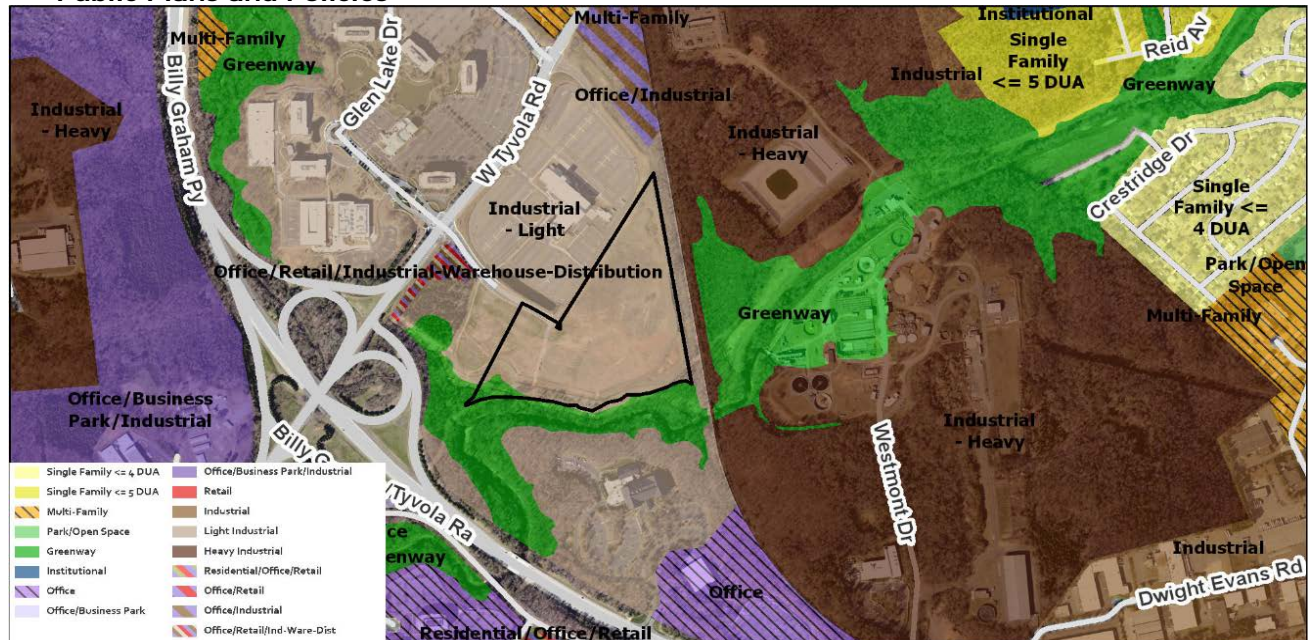 Public Plans and Policies
Multi-Family
Greenway
Glen Lake Dr
Billy Graham Py
W Tyvola Rd
Multi-Family
Institutional
Single
Family
<= 5 DUA
Reid Av
Industrial
Greenway
Industrial
- Heavy
Office/Industrial
Industrial
- Heavy
Crestridge Dr
Single
Family <=
4 DUA
Industrial
- Light
Office/Retail/Industrial-Warehouse-Distribution
Park/Open
Space
Greenway
Multi-Family
Office/Business
Park/Industrial
Industrial
- Heavy
Westmont Dr
Billy G
/Tyvola Ra
Greenway
Office
Industrial
Dwight Evans Rd
Residential/Office/Retail
Single Family <= 4 DUA
Single Family <= 5 DUA
Multi-Family
Park/Open Space
Greenway
Institutional
Office
Office/Business Park
Office/Business Park/Industrial
Retail
Industrial
Light Industrial
Heavy Industrial
Residential/Office/Retail
Office/Retail
Office/Industrial
Office/Retail/Ind-Ware-Dist